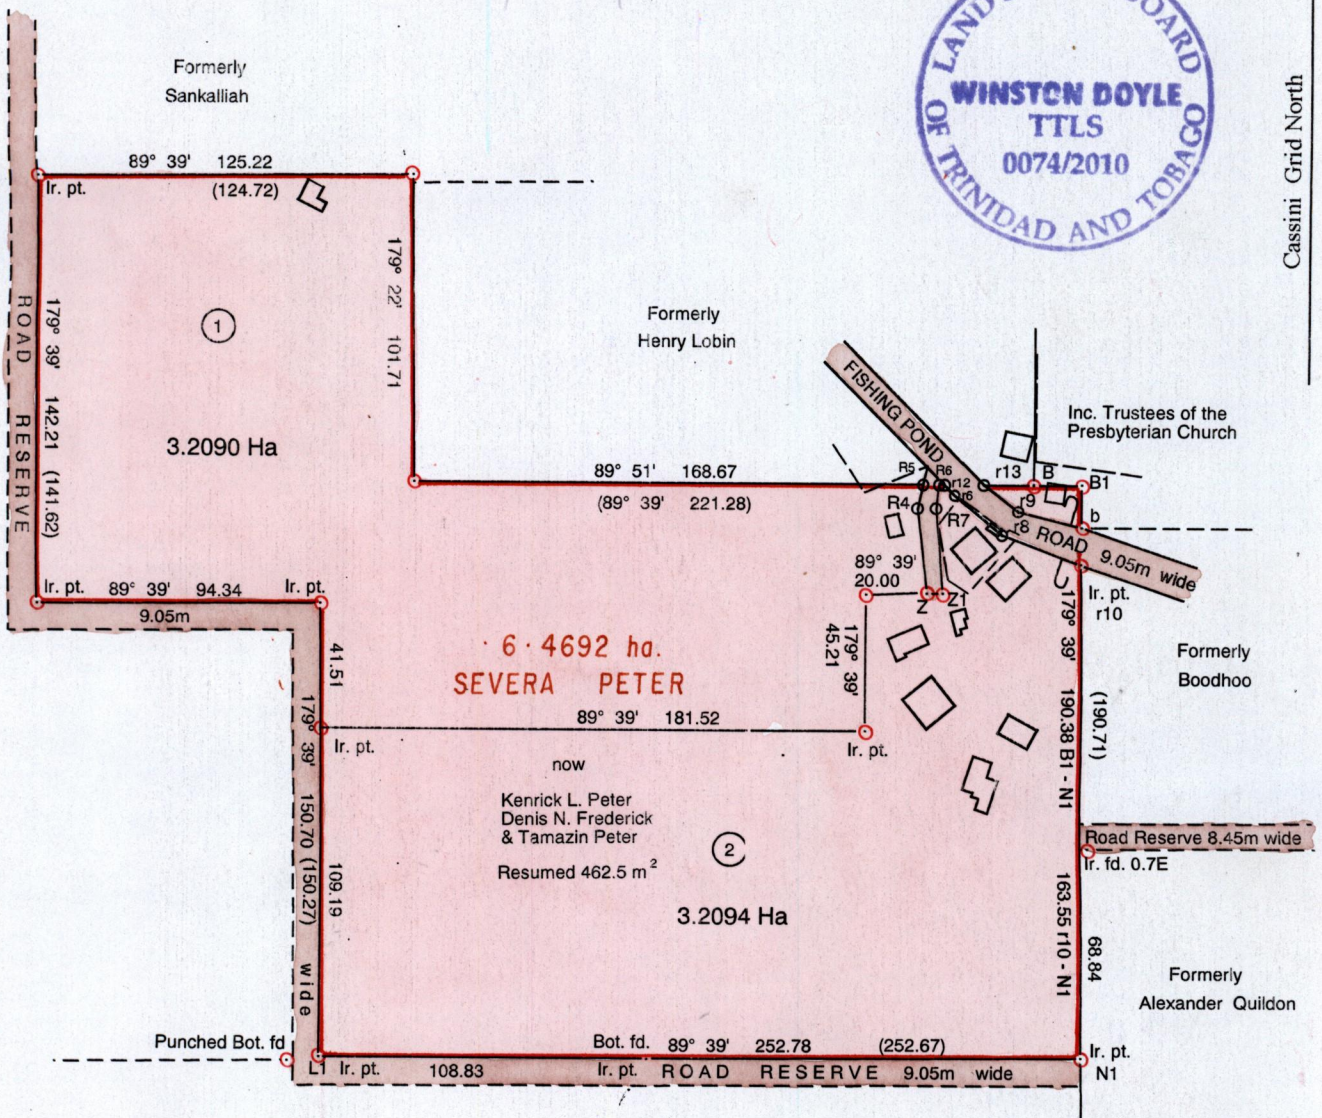 Formerly
Sankalliah
LAND
BOARD
OF TRINIDAD AND TOBAGO
WINSTON DOYLE
TTLS
0074/2010
Cassini Grid North
89° 39' 125.22
(124.72)
Ir. pt.
179° 22' 101.71
1
3.2090 Ha
179° 39' 142.21 (141.62)
ROAD RESERVE
Formerly
Henry Lobin
FISHING POND
ROAD 9.05m wide
Inc. Trustees of the
Presbyterian Church
89° 51' 168.67
(89° 39' 221.28)
R5
R6
r12
r6
r13
B
B1
R4
R7
r9
r8
b
89° 39'
20.00
Z
Z1
Ir. pt.
r10
Ir. pt.
89° 39' 94.34
Ir. pt.
9.05m
41.51
6.4692 ha.
SEVERA PETER
179° 39'
45.21
179° 39' 190.38 B1 - N1
(190.71)
Formerly
Boodhoo
89° 39' 181.52
Ir. pt.
Ir. pt.
now
Kenrick L. Peter
Denis N. Frederick
& Tamazin Peter
Resumed 462.5 m²
2
3.2094 Ha
179° 39' 150.70 (150.27) wide
109.19
Road Reserve 8.45m wide
Ir. fd. 0.7E
163.55 r10 - N1
68.84
Formerly
Alexander Quildon
Punched Bot. fd
Bot. fd. 89° 39' 252.78 (252.67)
Ir. pt.
N1
L1 Ir. pt. 108.83 Ir. pt. ROAD RESERVE 9.05m wide